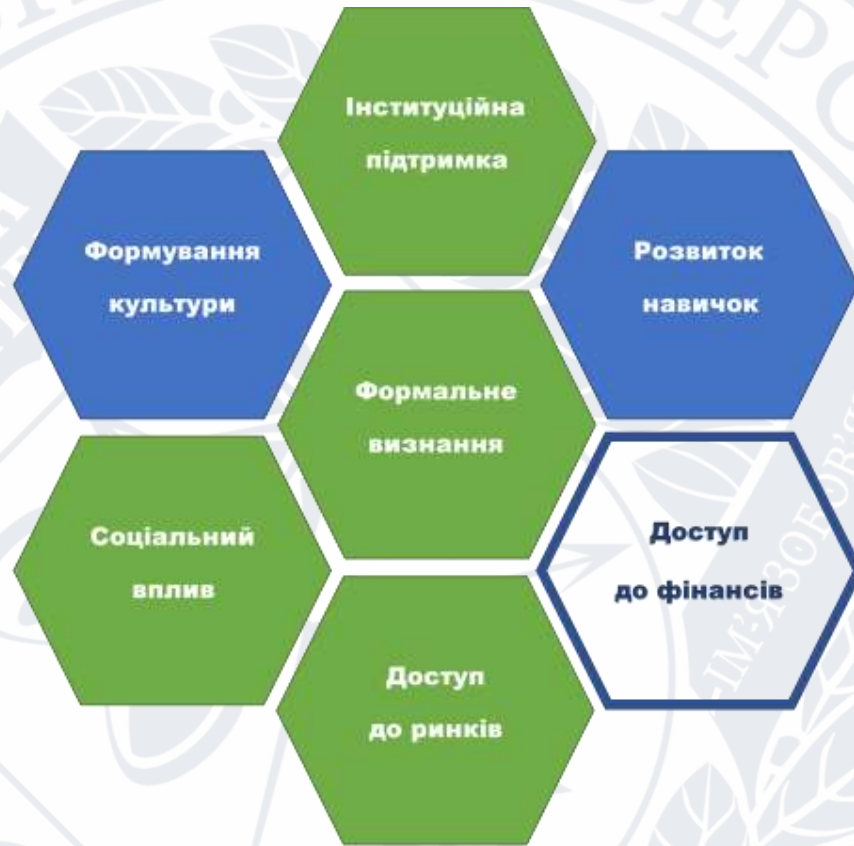 Інституційна
підтримка
Формування
культури
Розвиток
навичок
Формальне
визнання
Соціальний
вплив
Доступ
до фінансів
Доступ
до ринків